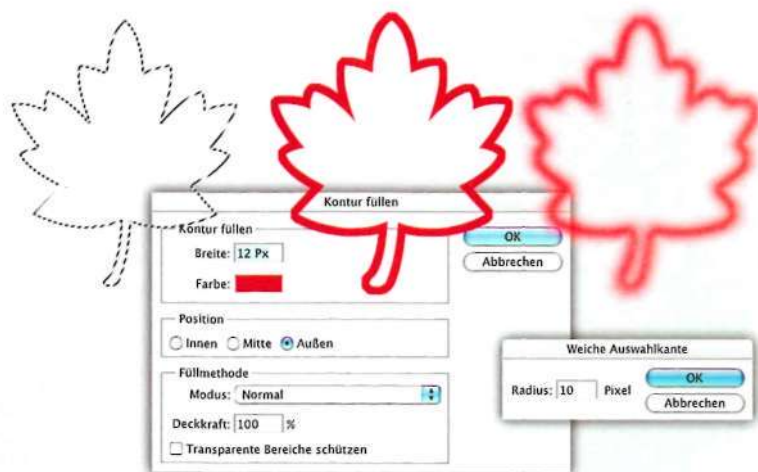 Kontur füllen
Kontur füllen
Breite: 12 Px
Farbe:
OK
Abbrechen
Position
Innen Mitte Außen
Füllmethode
Modus: Normal
Deckkraft: 100 %
Transparente Bereiche schützen
Weiche Auswahlkante
Radius: 10 Pixel
OK
Abbrechen